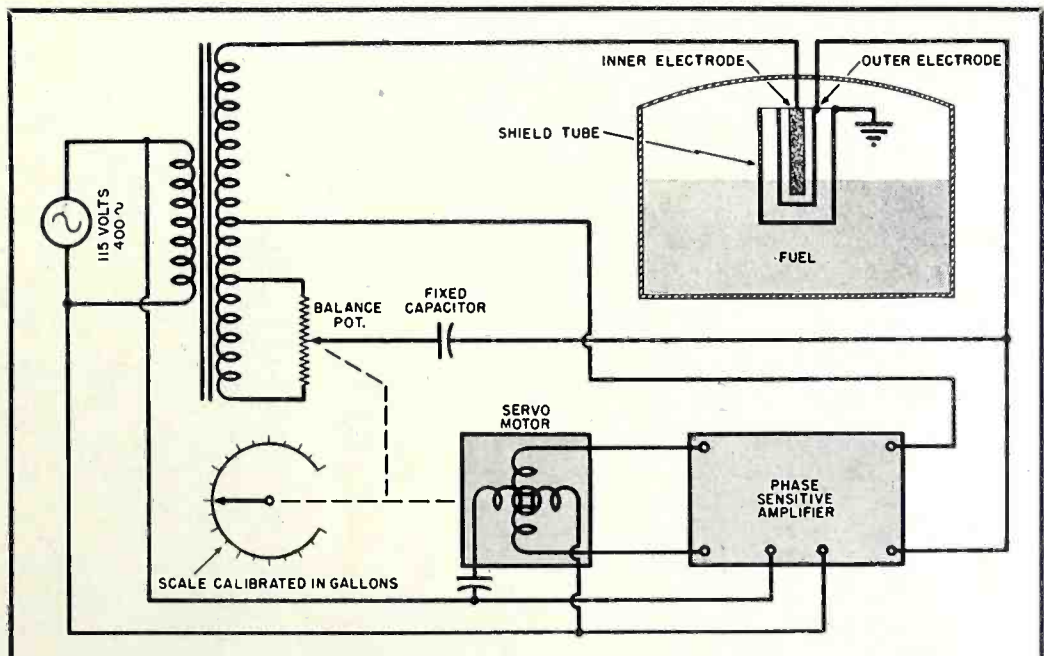 INNER ELECTRODE
OUTER ELECTRODE
SHIELD TUBE
115 VOLTS
400~
FUEL
BALANCE
POT.
FIXED
CAPACITOR
SERVO
MOTOR
PHASE
SENSITIVE
AMPLIFIER
SCALE CALIBRATED IN GALLONS